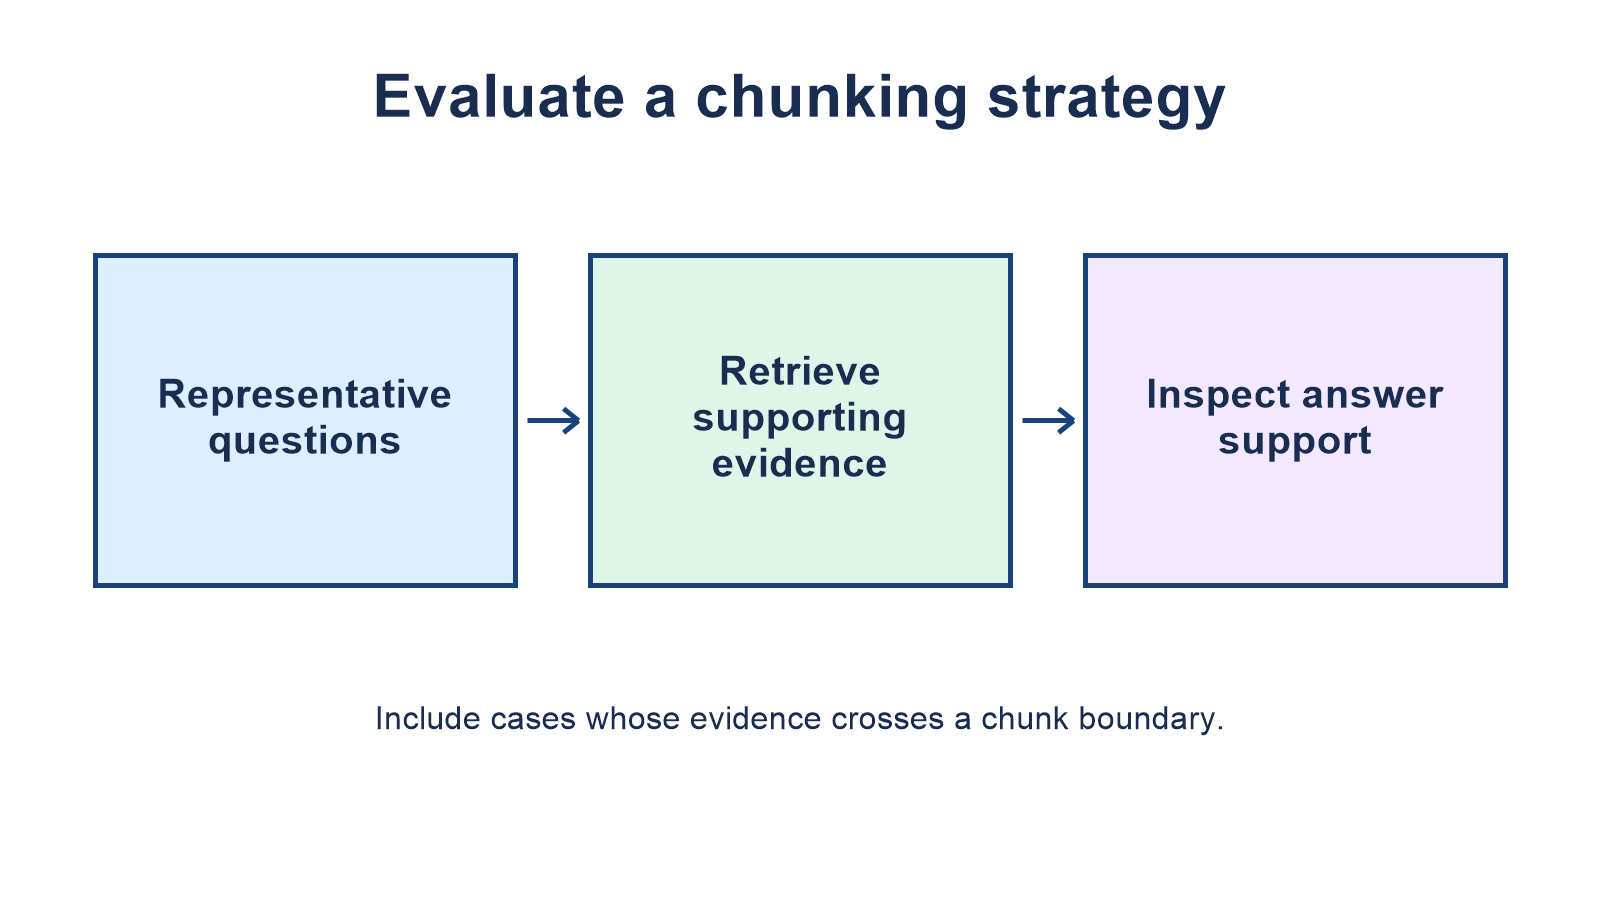 Evaluate a chunking strategy
Representative
questions
Retrieve
supporting
evidence
Inspect answer
support
Include cases whose evidence crosses a chunk boundary.